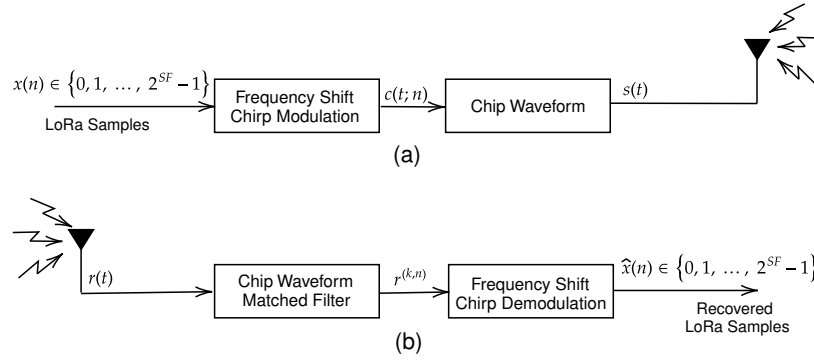 x(n) ∈ {0, 1, …, 2^SF − 1}
LoRa Samples
Frequency Shift
Chirp Modulation
c(t; n)
Chip Waveform
s(t)
(a)
r(t)
Chip Waveform
Matched Filter
r^(k,n)
Frequency Shift
Chirp Demodulation
x̂(n) ∈ {0, 1, …, 2^SF − 1}
Recovered
LoRa Samples
(b)